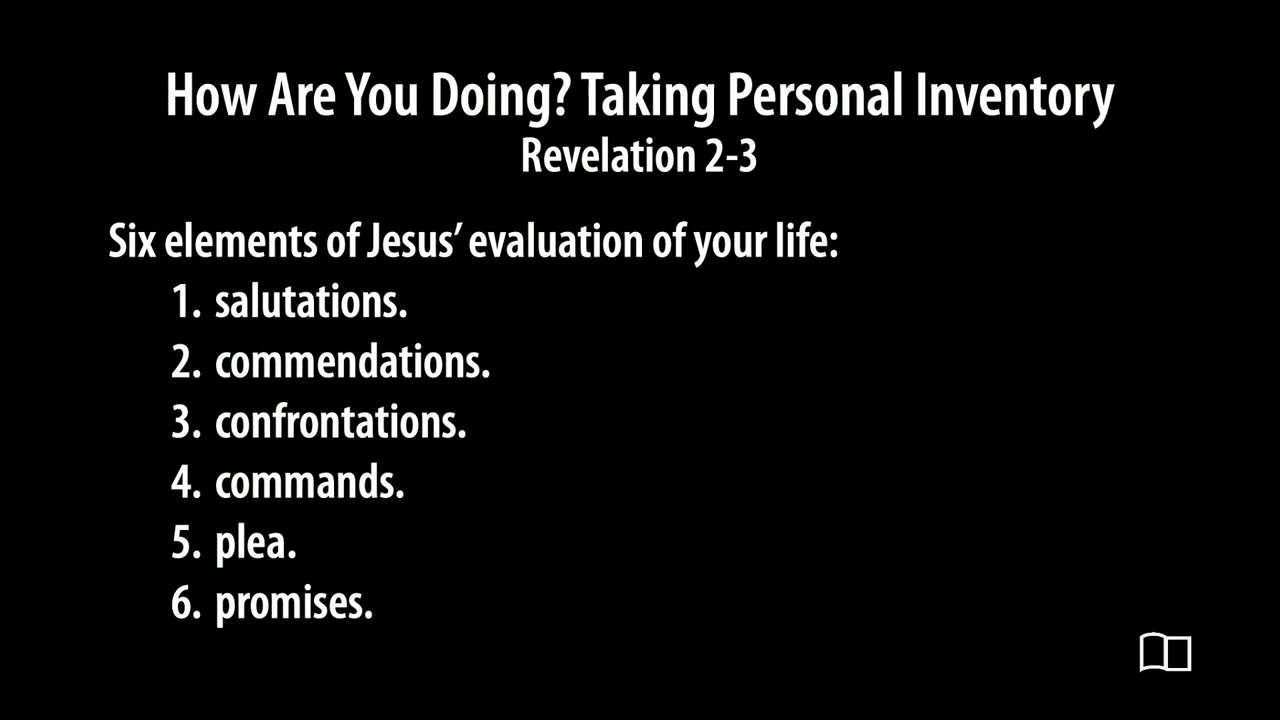 How Are You Doing? Taking Personal Inventory
Revelation 2-3
Six elements of Jesus’ evaluation of your life:
1. salutations.
2. commendations.
3. confrontations.
4. commands.
5. plea.
6. promises.